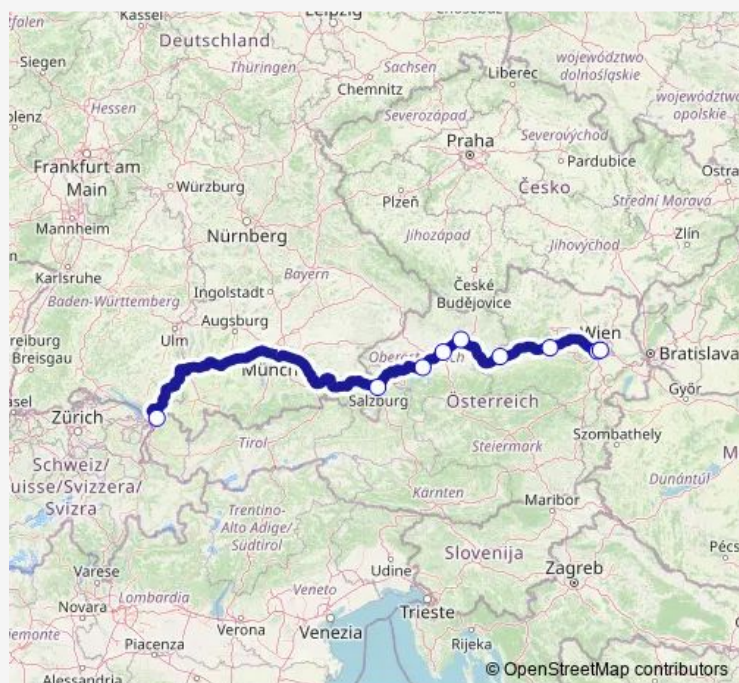 falen
Kassel
Leipzig
Siegen
Deutschland
Thüringen
Sachsen
Chemnitz
Liberec
województwo
dolnośląskie
województwo
opolskie
oblenz
Hessen
Severozápad
Frankfurt am
Main
Praha
Severovýchod
Pardubice
Ostra
Würzburg
Plzeň
Česko
Střední Morava
Mannheim
Nürnberg
Jihozápad
Jihovýchod
Zlín
Karlsruhe
Bayern
Baden-Württemberg
Ingolstadt
České
Budějovice
Augsburg
Ulm
reiburg
Breisgau
Wien
Bratislava
Münch
Salzburg
Österreich
Győr
Zürich
Tirol
Steiermark
Szombathely
Schweiz/
uisse/Svizzera/
Svizra
Kärnten
Maribor
Dunántúl
Trentino-
Alto Adige/
Südtirol
Slovenija
Pécs
Varese
Udine
Zagreb
Novara
Lombardia
Veneto
Trieste
Verona
Venezia
Rijeka
iemonte
Piacenza
Alessandria
© OpenStreetMap contributors